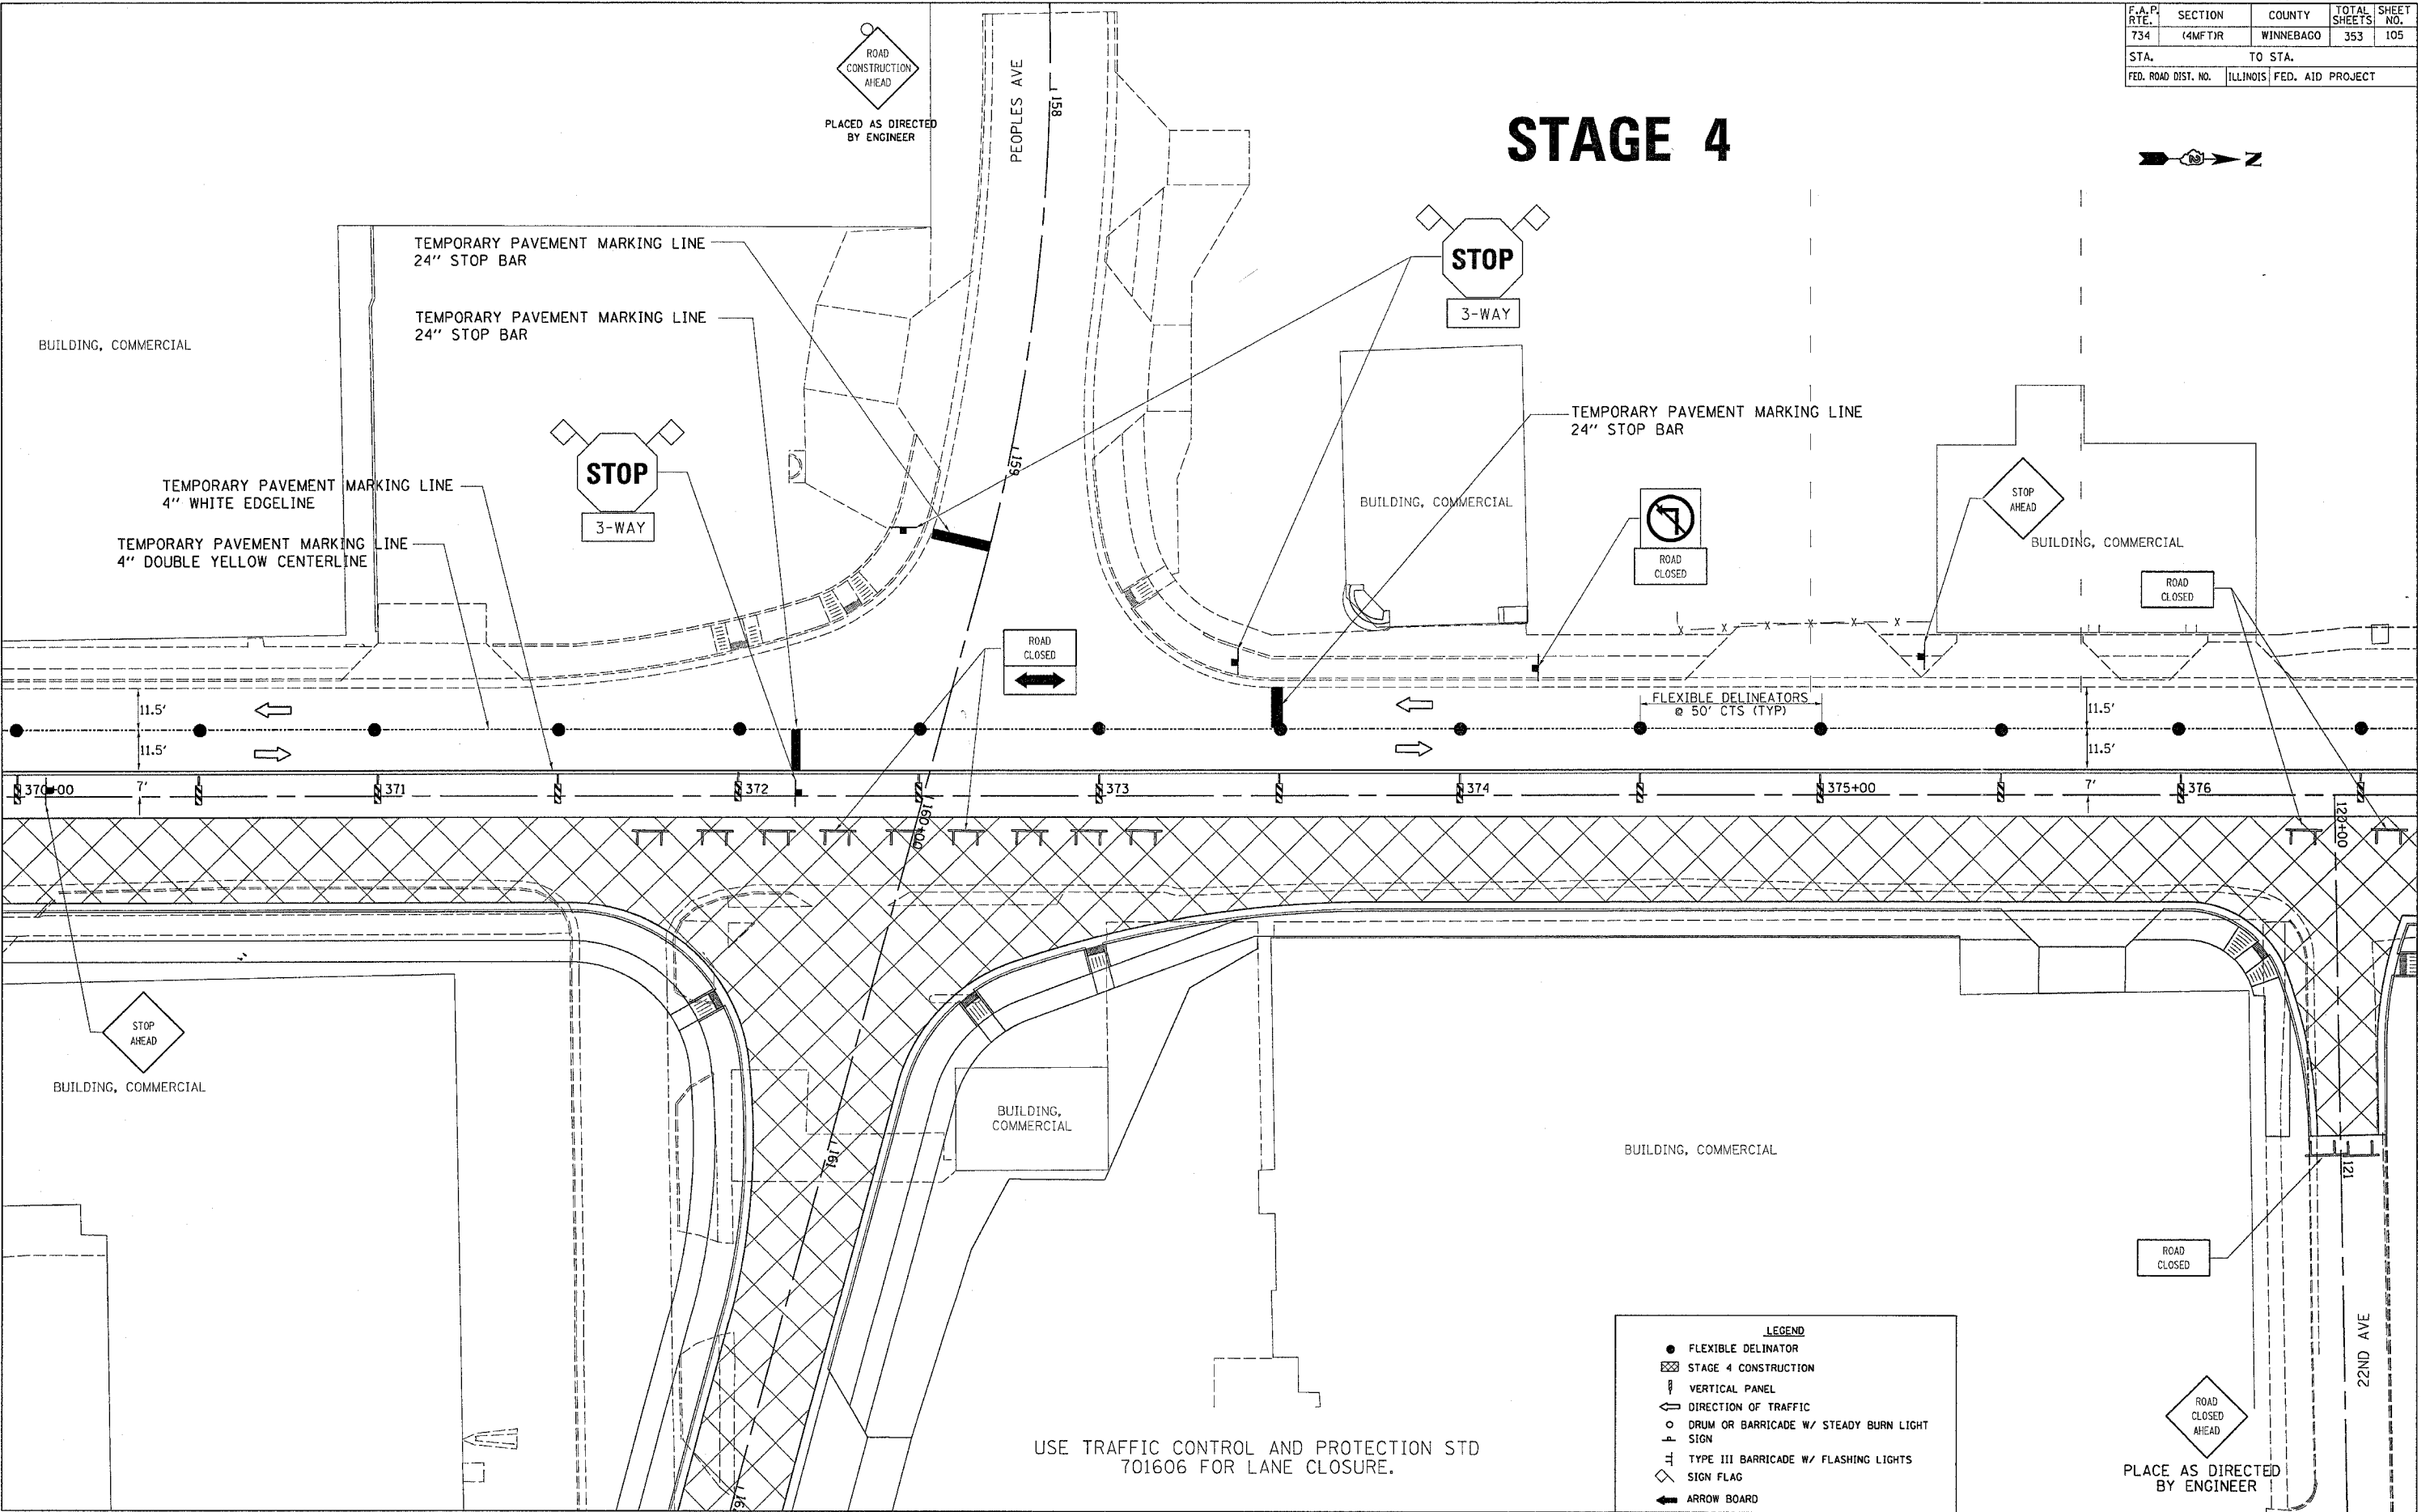 F.A.P. RTE. SECTION COUNTY TOTAL SHEETS SHEET NO.
734 (4MFT)R WINNEBAGO 353 105
STA. TO STA.
FED. ROAD DIST. NO. ILLINOIS FED. AID PROJECT
STAGE 4
N
ROAD
CONSTRUCTION
AHEAD
PLACED AS DIRECTED
BY ENGINEER
PEOPLES AVE
158
TEMPORARY PAVEMENT MARKING LINE
24" STOP BAR
TEMPORARY PAVEMENT MARKING LINE
24" STOP BAR
STOP
3-WAY
BUILDING, COMMERCIAL
STOP
3-WAY
TEMPORARY PAVEMENT MARKING LINE
24" STOP BAR
159
TEMPORARY PAVEMENT MARKING LINE
4" WHITE EDGELINE
TEMPORARY PAVEMENT MARKING LINE
4" DOUBLE YELLOW CENTERLINE
BUILDING, COMMERCIAL
ROAD
CLOSED
STOP
AHEAD
BUILDING, COMMERCIAL
ROAD
CLOSED
ROAD
CLOSED
X X X X X X
FLEXIBLE DELINEATORS
@ 50' CTS (TYP)
11.5'
11.5'
11.5'
11.5'
370+00
7'
371
372
373
374
375+00
7'
376
160+00
120+00
STOP
AHEAD
BUILDING, COMMERCIAL
BUILDING,
COMMERCIAL
BUILDING, COMMERCIAL
161
121
ROAD
CLOSED
22ND AVE
ROAD
CLOSED
AHEAD
PLACE AS DIRECTED
BY ENGINEER
USE TRAFFIC CONTROL AND PROTECTION STD
701606 FOR LANE CLOSURE.
162
LEGEND
FLEXIBLE DELINATOR
STAGE 4 CONSTRUCTION
VERTICAL PANEL
DIRECTION OF TRAFFIC
DRUM OR BARRICADE W/ STEADY BURN LIGHT
SIGN
TYPE III BARRICADE W/ FLASHING LIGHTS
SIGN FLAG
ARROW BOARD